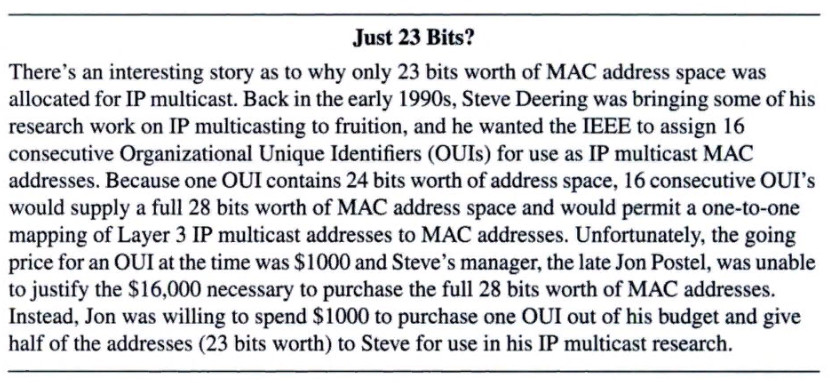 Just 23 Bits?
There's an interesting story as to why only 23 bits worth of MAC address space was
allocated for IP multicast. Back in the early 1990s, Steve Deering was bringing some of his
research work on IP multicasting to fruition, and he wanted the IEEE to assign 16
consecutive Organizational Unique Identifiers (OUIs) for use as IP multicast MAC
addresses. Because one OUI contains 24 bits worth of address space, 16 consecutive OUI's
would supply a full 28 bits worth of MAC address space and would permit a one-to-one
mapping of Layer 3 IP multicast addresses to MAC addresses. Unfortunately, the going
price for an OUI at the time was $1000 and Steve's manager, the late Jon Postel, was unable
to justify the $16,000 necessary to purchase the full 28 bits worth of MAC addresses.
Instead, Jon was willing to spend $1000 to purchase one OUI out of his budget and give
half of the addresses (23 bits worth) to Steve for use in his IP multicast research.